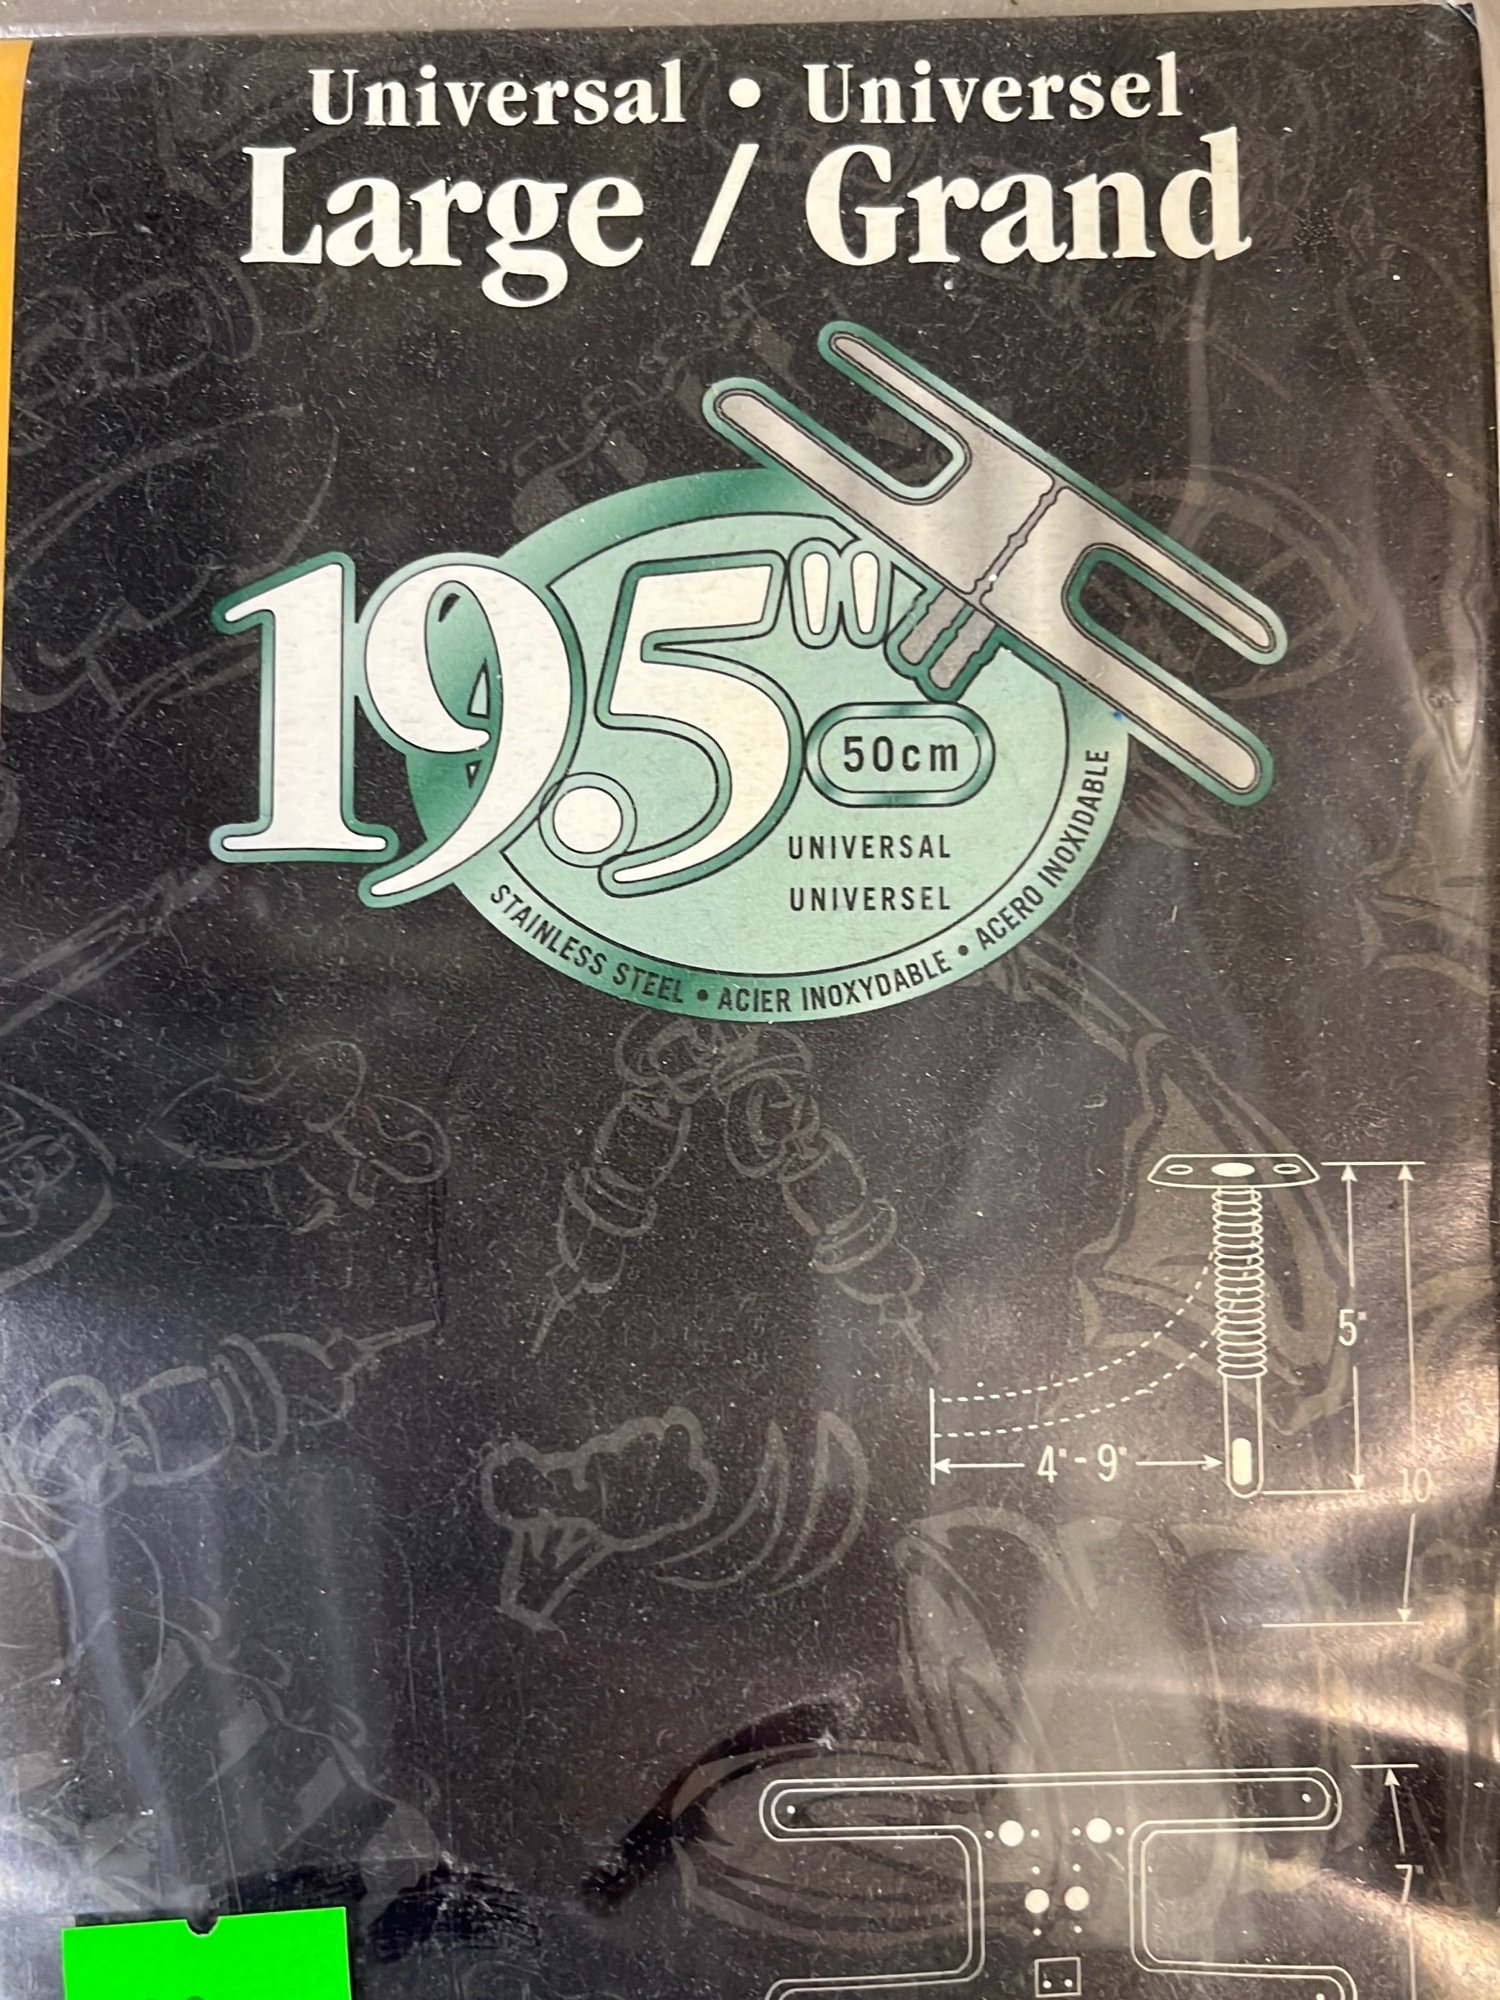 Universal • Universel
Large / Grand
19.5"
50cm
UNIVERSAL
UNIVERSEL
STAINLESS STEEL • ACIER INOXYDABLE • ACERO INOXIDABLE
5"
4" - 9"
10
7"